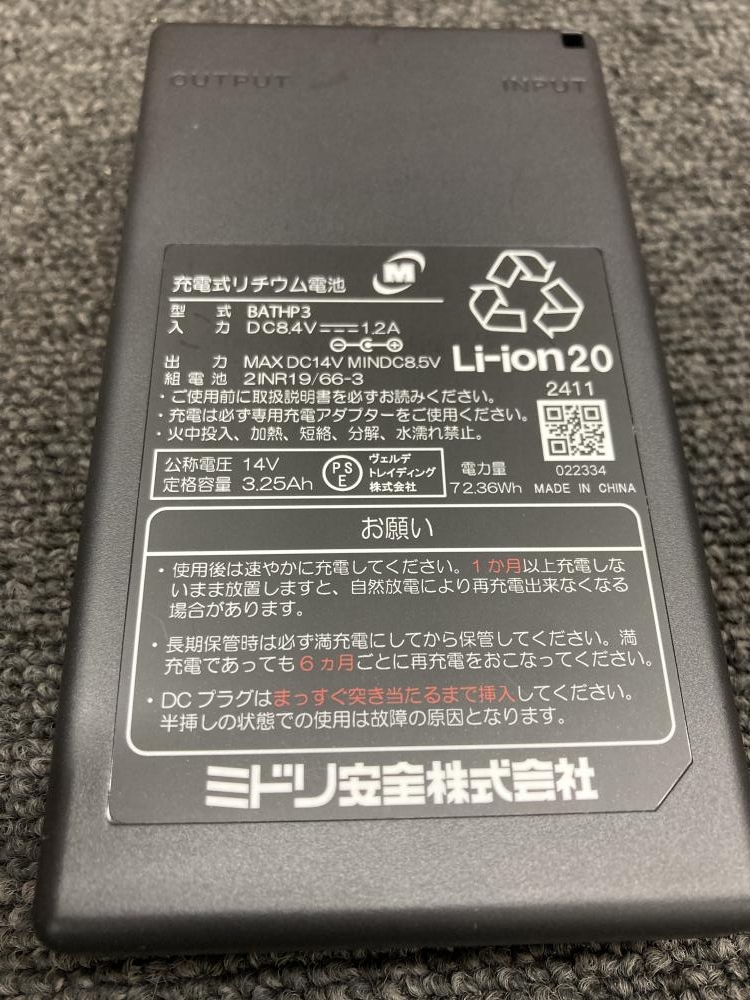 OUTPUT INPUT
充電式リチウム電池 M
型 式 BATHP3
入 力 DC8.4V 1.2A
出 力 MAX DC14V MINDC8.5V
組 電 池 2INR19/66-3
Li-ion20
・ご使用前に取扱説明書を必ずお読みください。
・充電は必ず専用充電アダプターをご使用ください。
・火中投入、加熱、短絡、分解、水濡れ禁止。
2411
022334
公称電圧 14V
定格容量 3.25Ah
PSE
ヴェルデ
トレイディング
株式会社
電力量
72.36Wh MADE IN CHINA
お願い
・使用後は速やかに充電してください。1か月以上充電しな
いまま放置しますと、自然放電により再充電出来なくなる
場合があります。
・長期保管時は必ず満充電にしてから保管してください。満
充電であっても6ヵ月ごとに再充電をおこなってください。
・DCプラグはまっすぐ突き当たるまで挿入してください。
半挿しの状態での使用は故障の原因となります。
ミドリ安全株式会社